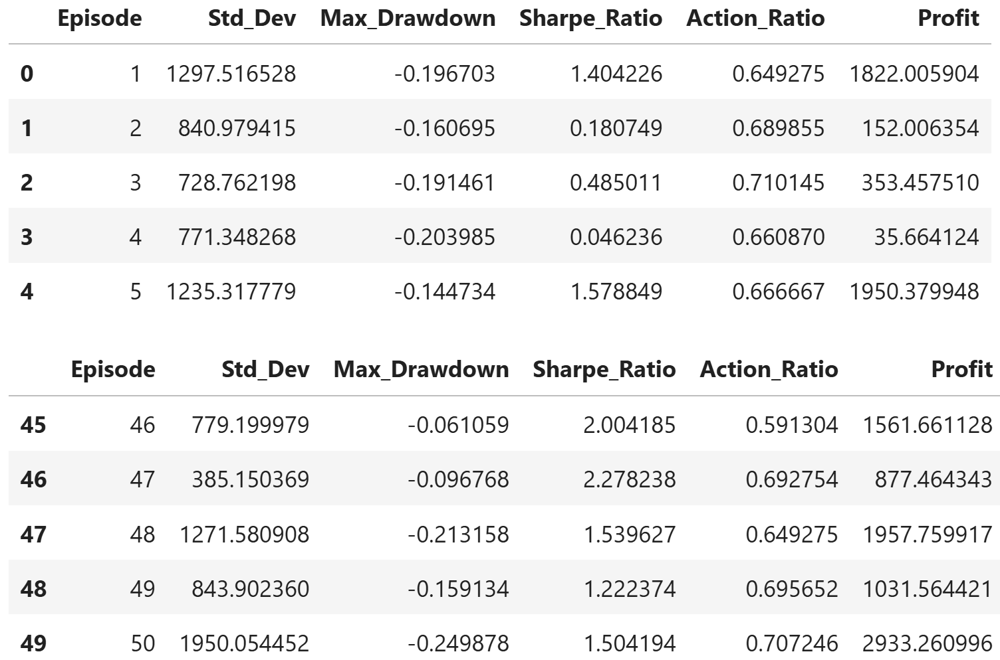 Episode Std_Dev Max_Drawdown Sharpe_Ratio Action_Ratio Profit
0 1 1297.516528 -0.196703 1.404226 0.649275 1822.005904
1 2 840.979415 -0.160695 0.180749 0.689855 152.006354
2 3 728.762198 -0.191461 0.485011 0.710145 353.457510
3 4 771.348268 -0.203985 0.046236 0.660870 35.664124
4 5 1235.317779 -0.144734 1.578849 0.666667 1950.379948
Episode Std_Dev Max_Drawdown Sharpe_Ratio Action_Ratio Profit
45 46 779.199979 -0.061059 2.004185 0.591304 1561.661128
46 47 385.150369 -0.096768 2.278238 0.692754 877.464343
47 48 1271.580908 -0.213158 1.539627 0.649275 1957.759917
48 49 843.902360 -0.159134 1.222374 0.695652 1031.564421
49 50 1950.054452 -0.249878 1.504194 0.707246 2933.260996